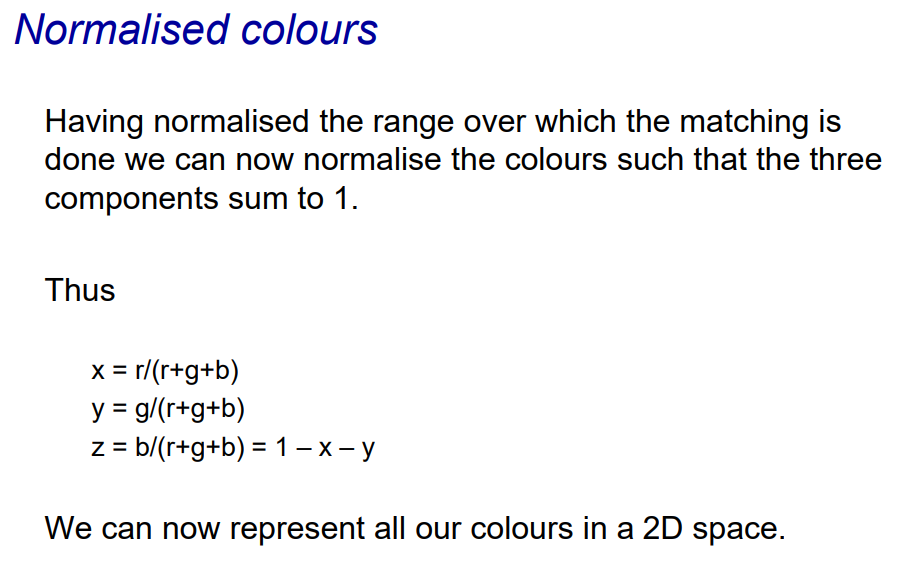 Normalised colours
Having normalised the range over which the matching is
done we can now normalise the colours such that the three
components sum to 1.
Thus
x = r/(r+g+b)
y = g/(r+g+b)
z = b/(r+g+b) = 1 – x – y
We can now represent all our colours in a 2D space.